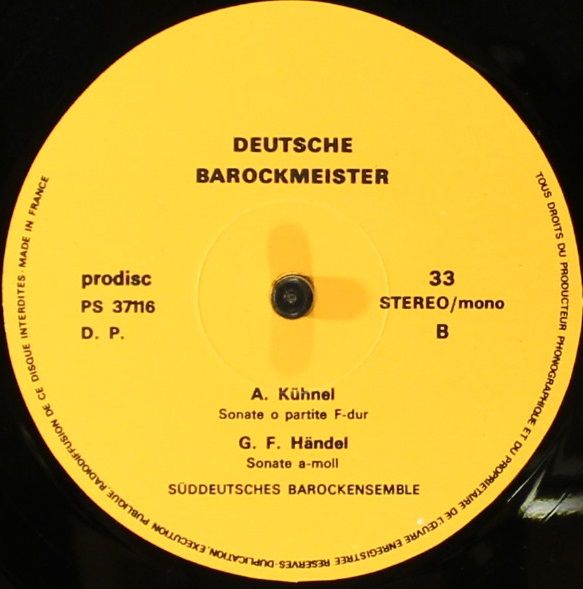 DEUTSCHE
BAROCKMEISTER
prodisc
PS 37116
D. P.
33
STEREO/mono
B
A. Kühnel
Sonate o partite F-dur
G. F. Händel
Sonate a-moll
SÜDDEUTSCHES BAROCKENSEMBLE
TOUS DROITS DU PRODUCTEUR PHONOGRAPHIQUE ET DU PROPRIETAIRE DE L'ŒUVRE ENREGISTREE RESERVES·DUPLICATION, EXECUTION PUBLIQUE, RADIODIFFUSION DE CE DISQUE INTERDITES·MADE IN FRANCE